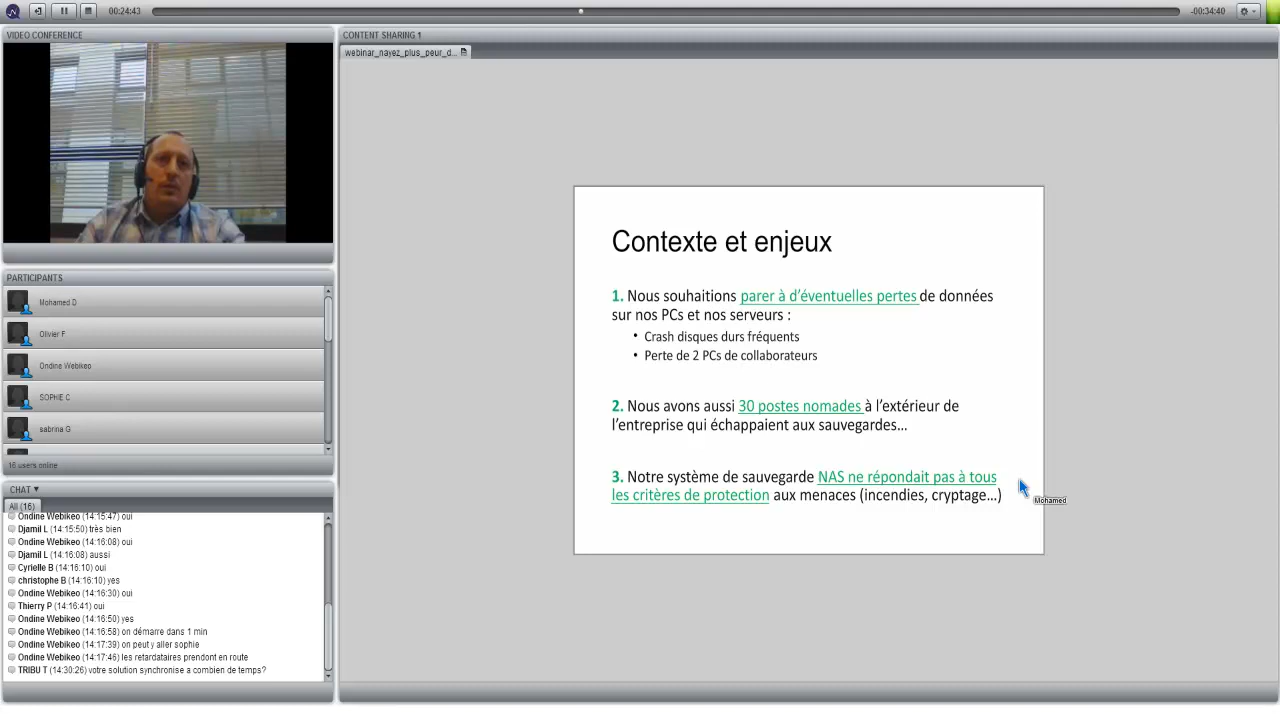 00:24:43
-00:34:40
VIDEO CONFERENCE
CONTENT SHARING 1
webinar_nayez_plus_peur_d...
PARTICIPANTS
Mohamed D
Olivier F
Ondine Webikeo
SOPHIE C
sabrina G
16 users online
CHAT
All (16)
Ondine Webikeo (14:15:47) oui
Djamil L (14:15:50) très bien
Ondine Webikeo (14:16:08) oui
Djamil L (14:16:08) aussi
Cyrielle B (14:16:10) oui
christophe B (14:16:10) yes
Ondine Webikeo (14:16:30) oui
Thierry P (14:16:41) oui
Ondine Webikeo (14:16:50) yes
Ondine Webikeo (14:16:58) on démarre dans 1 min
Ondine Webikeo (14:17:39) on peut y aller sophie
Ondine Webikeo (14:17:46) les retardataires prendont en route
TRIBU T (14:30:26) votre solution synchronise a combien de temps?
Contexte et enjeux
1. Nous souhaitions parer à d’éventuelles pertes de données
sur nos PCs et nos serveurs :
• Crash disques durs fréquents
• Perte de 2 PCs de collaborateurs
2. Nous avons aussi 30 postes nomades à l’extérieur de
l’entreprise qui échappaient aux sauvegardes…
3. Notre système de sauvegarde NAS ne répondait pas à tous
les critères de protection aux menaces (incendies, cryptage…)
Mohamed